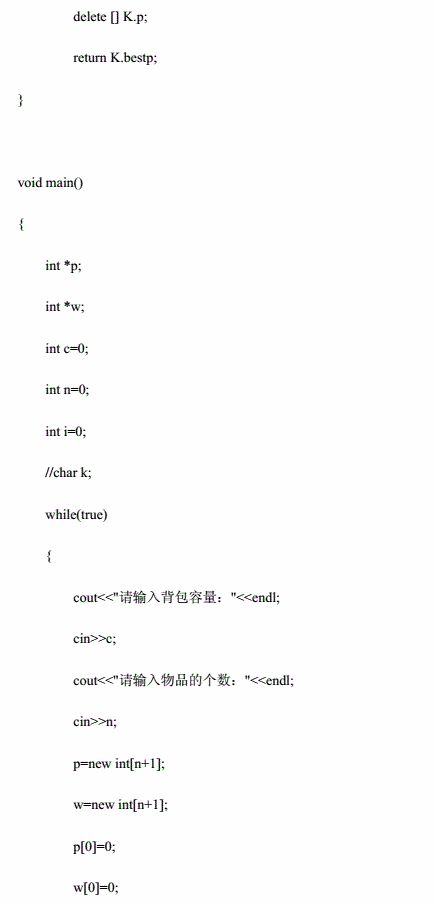 delete [] K.p;
return K.bestp;
}
void main()
{
int *p;
int *w;
int c=0;
int n=0;
int i=0;
//char k;
while(true)
{
cout<<"请输入背包容量："<<endl;
cin>>c;
cout<<"请输入物品的个数："<<endl;
cin>>n;
p=new int[n+1];
w=new int[n+1];
p[0]=0;
w[0]=0;